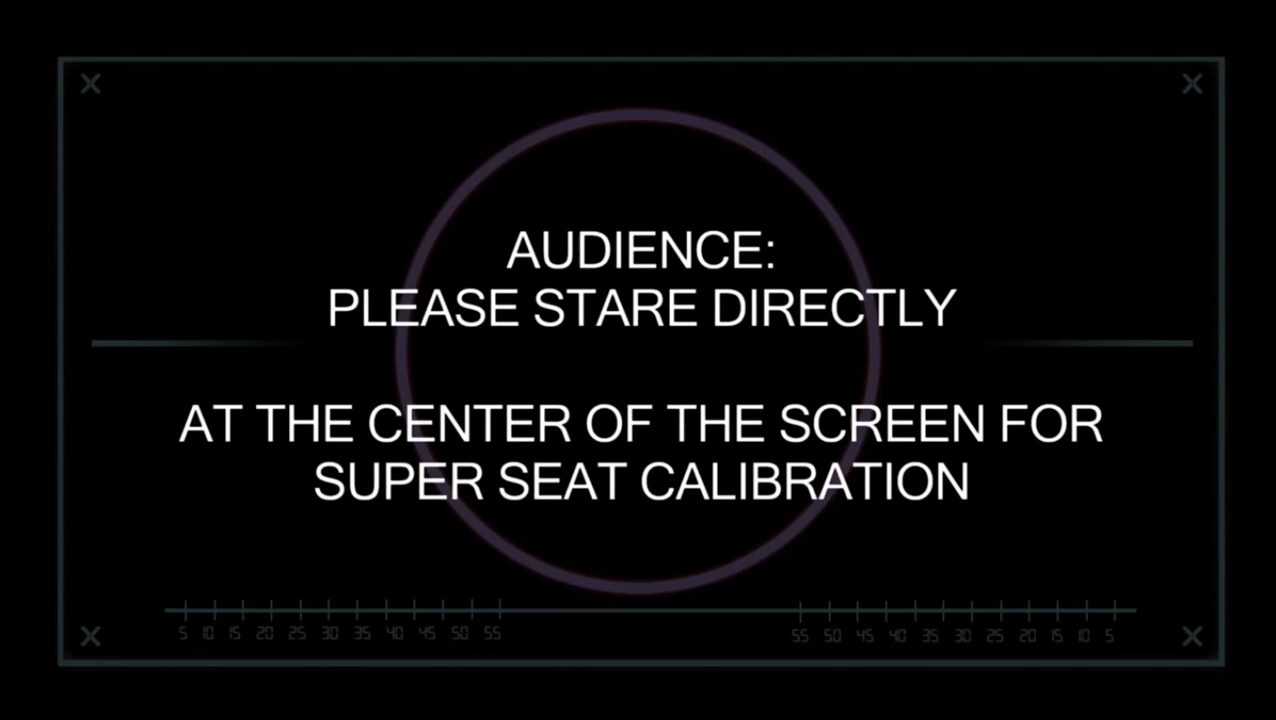 AUDIENCE:
PLEASE STARE DIRECTLY
AT THE CENTER OF THE SCREEN FOR
SUPER SEAT CALIBRATION
5 10 15 20 25 30 35 40 45 50 55
55 50 45 40 35 30 25 20 15 10 5